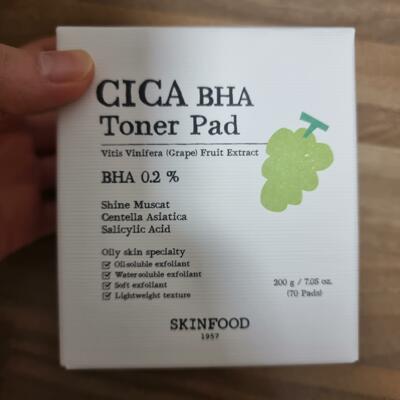 CICA BHA
Toner Pad
Vitis Vinifera (Grape) Fruit Extract
BHA 0.2 %
Shine Muscat
Centella Asiatica
Salicylic Acid
Oily skin specialty
Oil soluble exfoliant
Water soluble exfoliant
Soft exfoliant
Lightweight texture
200 g / 7.05 oz.
(70 Pads)
SKINFOOD
1957